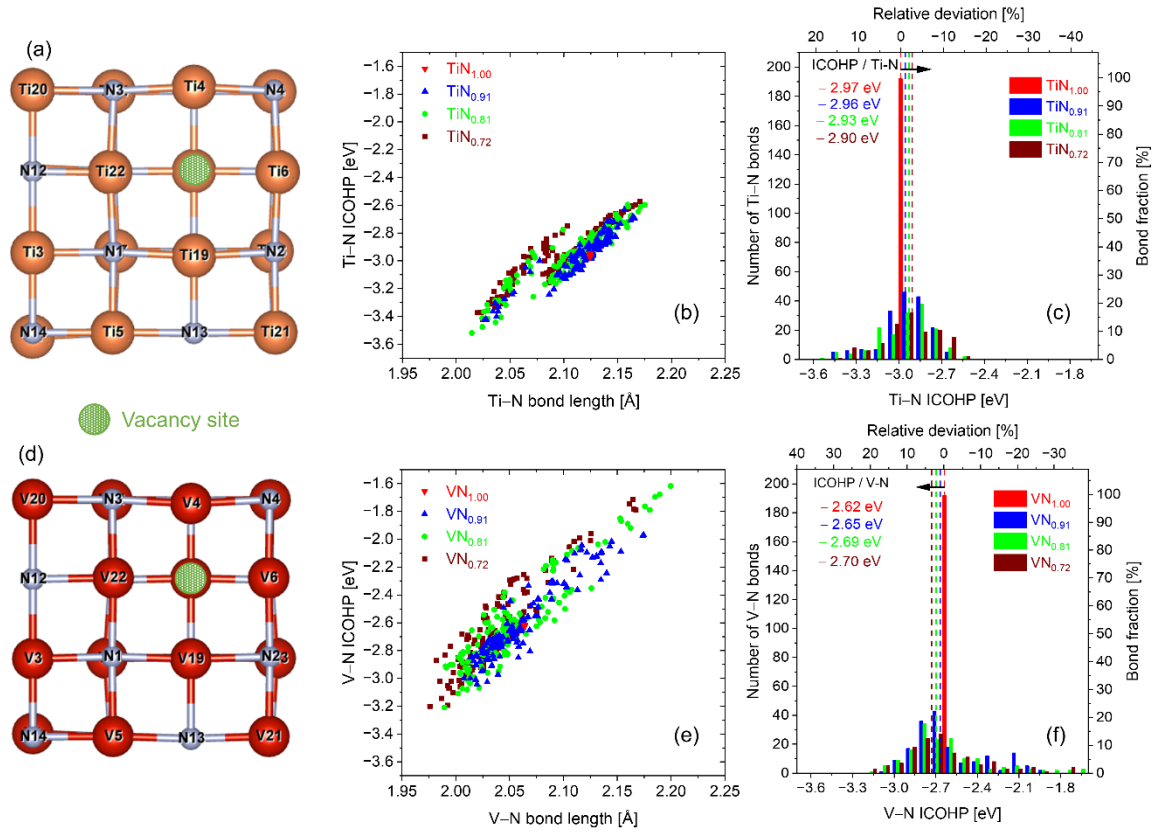 (a)
Ti20
N3
Ti4
N4
N12
Ti22
Ti6
Ti3
N1
Ti19
N2
N14
Ti5
N13
Ti21
Vacancy site
Ti–N ICOHP [eV]
−1.6
−1.8
−2.0
−2.2
−2.4
−2.6
−2.8
−3.0
−3.2
−3.4
−3.6
TiN1.00
TiN0.91
TiN0.81
TiN0.72
(b)
1.95
2.00
2.05
2.10
2.15
2.20
2.25
Ti–N bond length [Å]
Relative deviation [%]
20
10
0
−10
−20
−30
−40
ICOHP / Ti–N
− 2.97 eV
− 2.96 eV
− 2.93 eV
− 2.90 eV
TiN1.00
TiN0.91
TiN0.81
TiN0.72
Number of Ti–N bonds
200
180
160
140
120
100
80
60
40
20
0
Bond fraction [%]
100
90
80
70
60
50
40
30
20
10
0
(c)
−3.6
−3.3
−3.0
−2.7
−2.4
−2.1
−1.8
Ti–N ICOHP [eV]
(d)
V20
N3
V4
N4
N12
V22
V6
V3
N1
V19
N23
N14
V5
N13
V21
V–N ICOHP [eV]
−1.6
−1.8
−2.0
−2.2
−2.4
−2.6
−2.8
−3.0
−3.2
−3.4
−3.6
VN1.00
VN0.91
VN0.81
VN0.72
(e)
1.95
2.00
2.05
2.10
2.15
2.20
2.25
V–N bond length [Å]
Relative deviation [%]
40
30
20
10
0
−10
−20
−30
ICOHP / V–N
− 2.62 eV
− 2.65 eV
− 2.69 eV
− 2.70 eV
VN1.00
VN0.91
VN0.81
VN0.72
Number of V–N bonds
200
180
160
140
120
100
80
60
40
20
0
Bond fraction [%]
100
90
80
70
60
50
40
30
20
10
0
(f)
−3.6
−3.3
−3.0
−2.7
−2.4
−2.1
−1.8
V–N ICOHP [eV]